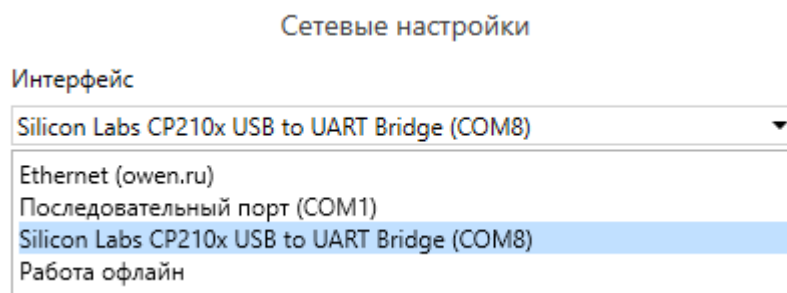 Сетевые настройки
Интерфейс
Silicon Labs CP210x USB to UART Bridge (COM8)
Ethernet (owen.ru)
Последовательный порт (COM1)
Silicon Labs CP210x USB to UART Bridge (COM8)
Работа офлайн